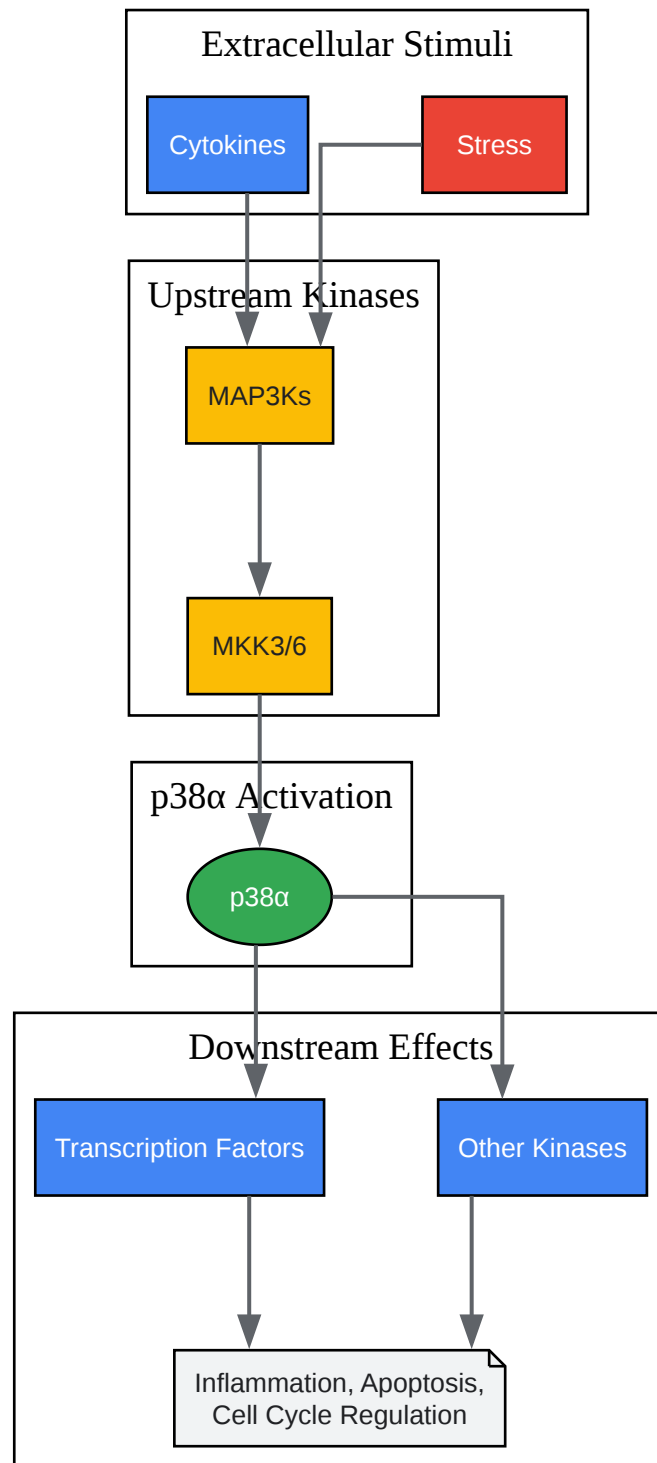 Extracellular Stimuli
Cytokines
Stress
Upstream Kinases
MAP3Ks
MKK3/6
p38α Activation
p38α
Downstream Effects
Transcription Factors
Other Kinases
Inflammation, Apoptosis,
Cell Cycle Regulation